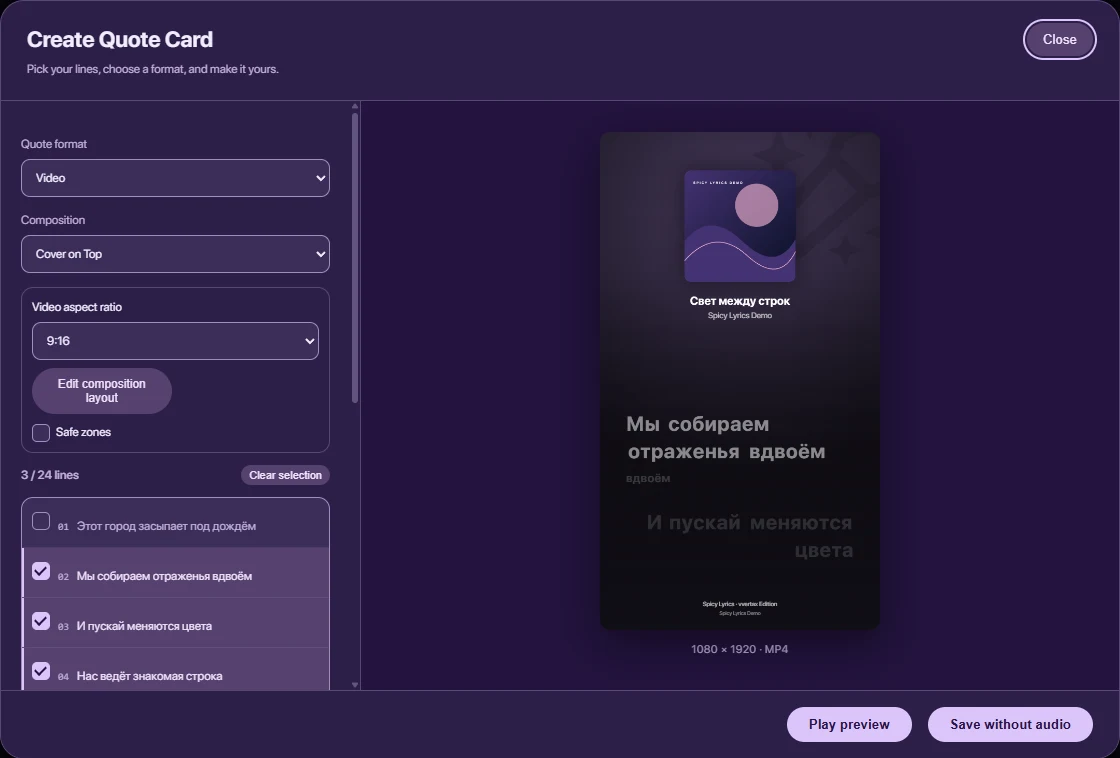 Create Quote Card
Close
Pick your lines, choose a format, and make it yours.
Quote format
Video
Composition
Cover on Top
Video aspect ratio
9:16
Edit composition
layout
Safe zones
3 / 24 lines
Clear selection
01 Этот город засыпает под дождём
02 Мы собираем отраженья вдвоём
03 И пускай меняются цвета
04 Нас ведёт знакомая строка
SPICY LYRICS DEMO
Свет между строк
Spicy Lyrics Demo
Мы собираем
отраженья вдвоём
вдвоём
И пускай меняются
цвета
Spicy Lyrics · vvertax Edition
Spicy Lyrics Demo
1080 × 1920 · MP4
Play preview
Save without audio